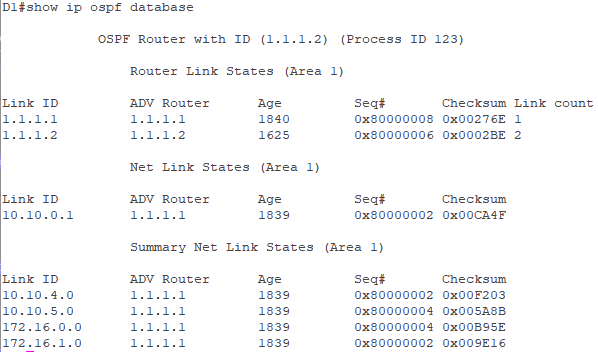 D1#show ip ospf database
OSPF Router with ID (1.1.1.2) (Process ID 123)
Router Link States (Area 1)
Link ID ADV Router Age Seq# Checksum Link count
1.1.1.1 1.1.1.1 1840 0x80000008 0x00276E 1
1.1.1.2 1.1.1.2 1625 0x80000006 0x0002BE 2
Net Link States (Area 1)
Link ID ADV Router Age Seq# Checksum
10.10.0.1 1.1.1.1 1839 0x80000002 0x00CA4F
Summary Net Link States (Area 1)
Link ID ADV Router Age Seq# Checksum
10.10.4.0 1.1.1.1 1839 0x80000002 0x00F203
10.10.5.0 1.1.1.1 1839 0x80000004 0x005A8B
172.16.0.0 1.1.1.1 1839 0x80000004 0x00B95E
172.16.1.0 1.1.1.1 1839 0x80000002 0x009E16